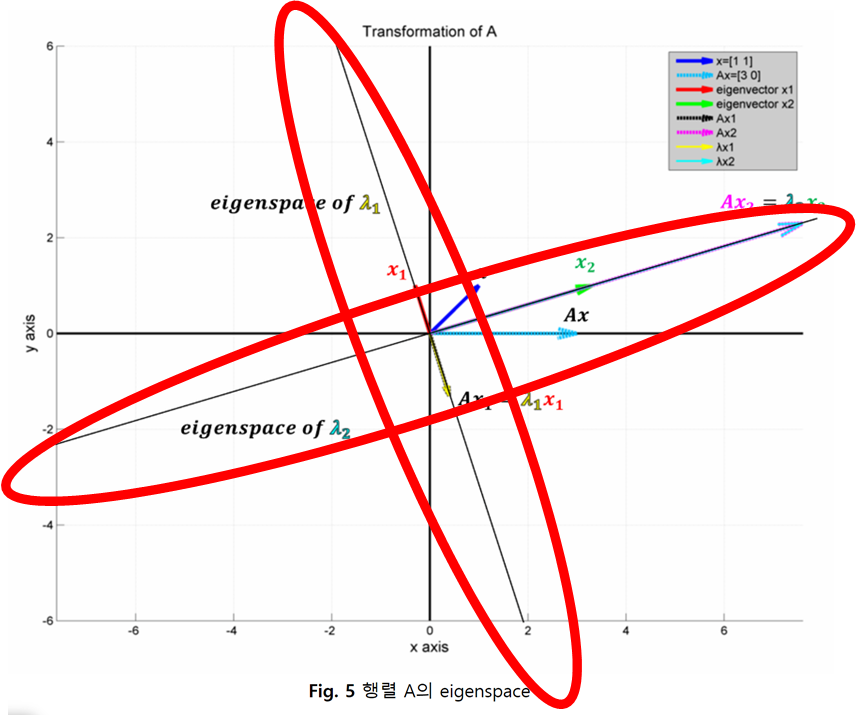 Transformation of A
x=[1 1]
Ax=[3 0]
eigenvector x1
eigenvector x2
Ax1
Ax2
λx1
λx2
6
4
2
0
-2
-4
-6
y axis
eigenspace of λ₁
Ax₂ = λ₂x₂
x₁
x₂
Ax
Ax₁ = λ₁x₁
eigenspace of λ₂
-6
-4
-2
0
2
4
6
x axis
Fig. 5 행렬 A의 eigenspace